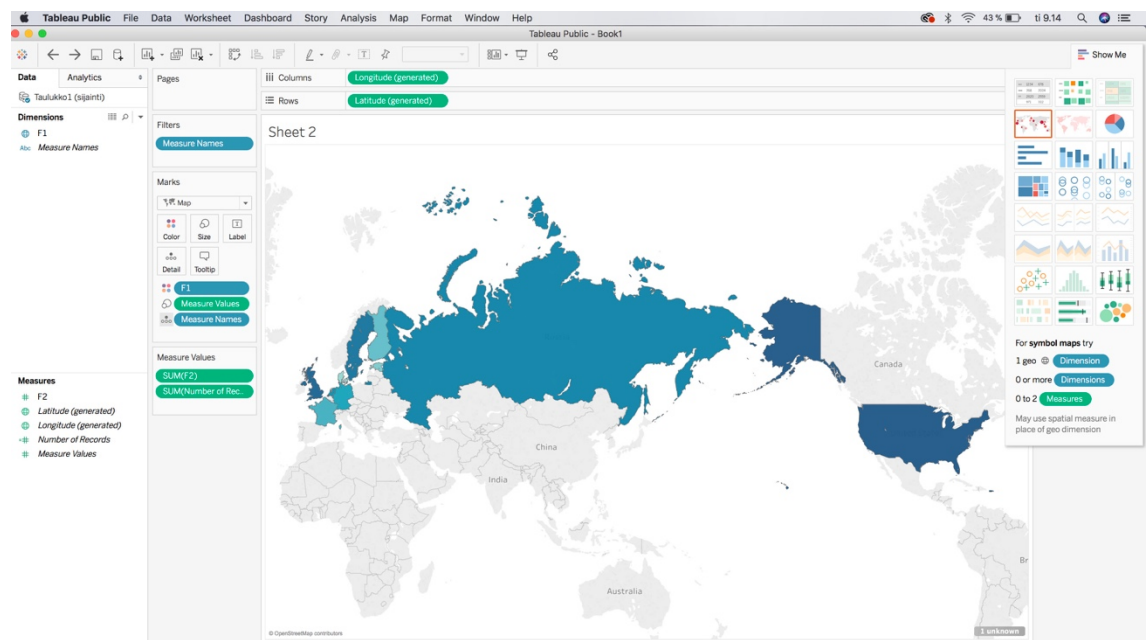 Tableau Public File Data Worksheet Dashboard Story Analysis Map Format Window Help
43 % ti 9.14
Tableau Public - Book1
Show Me
Data Analytics
Taulukko1 (sijainti)
Dimensions
F1
Abc Measure Names
Measures
# F2
Latitude (generated)
Longitude (generated)
# Number of Records
# Measure Values
Pages
Filters
Measure Names
Marks
Map
Color Size Label
Detail Tooltip
F1
Measure Values
Measure Names
Measure Values
SUM(F2)
SUM(Number of Rec..
Columns Longitude (generated)
Rows Latitude (generated)
Sheet 2
Canada
China
India
Br
Australia
© OpenStreetMap contributors
1 unknown
For symbol maps try
1 geo Dimension
0 or more Dimensions
0 to 2 Measures
May use spatial measure in
place of geo dimension